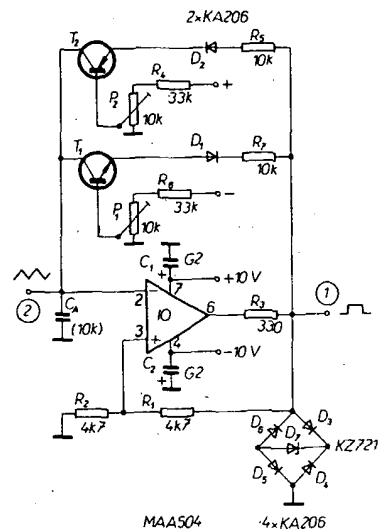 2×KA206
T2
D2
R5
10k
R4
33k
+
P2
10k
T1
D1
R7
10k
R6
33k
−
P1
10k
C1
G2
+
+10 V
7
2
−
IO
6
R3
330
1
2
CA
(10k)
3
+
4
−10 V
C2
G2
+
R2
4k7
R1
4k7
D6
D3
D7
KZ721
D5
D4
MAA504
4×KA206